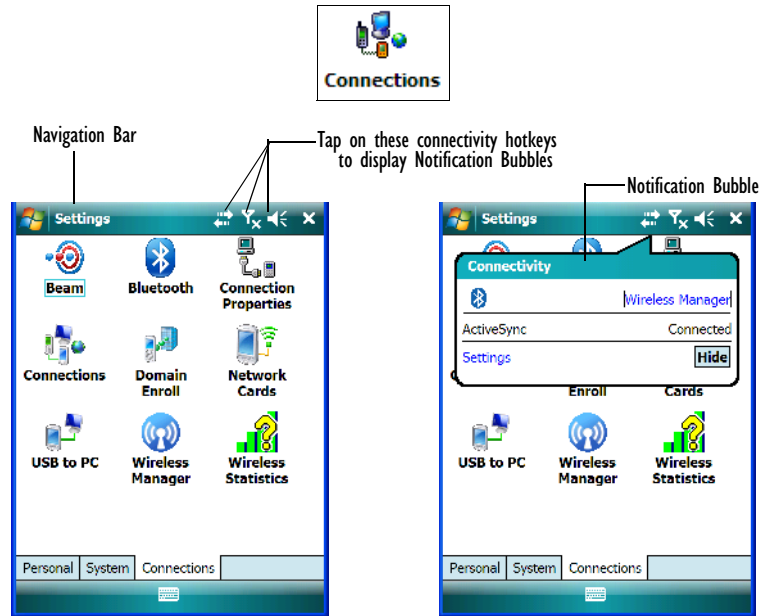 Connections
Navigation Bar
Tap on these connectivity hotkeys
to display Notification Bubbles
Notification Bubble
Settings
Beam
Bluetooth
Connection
Properties
Connections
Domain
Enroll
Network
Cards
USB to PC
Wireless
Manager
Wireless
Statistics
Personal
System
Connections
Settings
Connectivity
Wireless Manager
ActiveSync
Connected
Settings
Hide
Enroll
Cards
USB to PC
Wireless
Manager
Wireless
Statistics
Personal
System
Connections